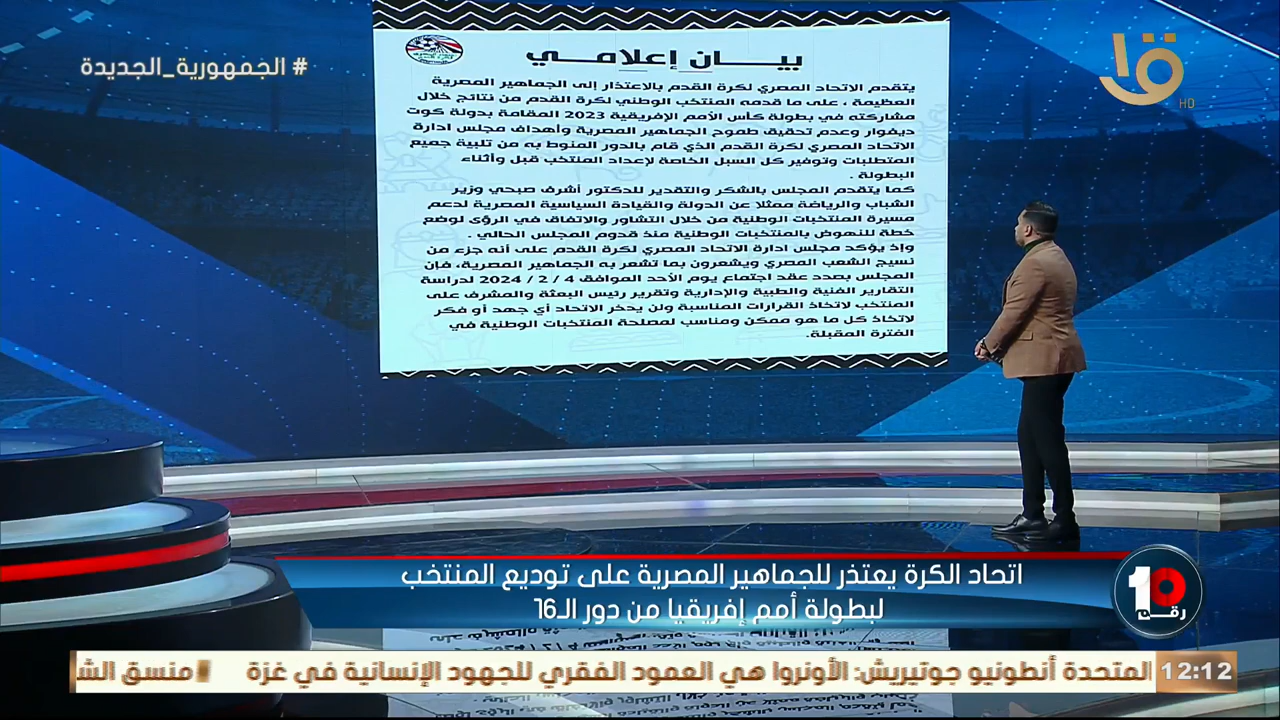 # الجمهورية_الجديدة
HD
بيـــان إعلامـــي
يتقدم الاتحاد المصري لكرة القدم بالاعتذار إلى الجماهير المصرية
العظيمة ، على ما قدمه المنتخب الوطني لكرة القدم من نتائج خلال
مشاركته في بطولة كأس الأمم الإفريقية 2023 المقامة بدولة كوت
ديفوار وعدم تحقيق طموح الجماهير المصرية وأهداف مجلس ادارة
الاتحاد المصري لكرة القدم الذي قام بالدور المنوط به من تلبية جميع
المتطلبات وتوفير كل السبل الخاصة لإعداد المنتخب قبل وأثناء
البطولة .
كما يتقدم المجلس بالشكر والتقدير للدكتور أشرف صبحي وزير
الشباب والرياضة ممثلا عن الدولة والقيادة السياسية المصرية لدعم
مسيرة المنتخبات الوطنية من خلال التشاور والاتفاق في الرؤى لوضع
خطة للنهوض بالمنتخبات الوطنية منذ قدوم المجلس الحالي .
وإذ يؤكد مجلس ادارة الاتحاد المصري لكرة القدم على أنه جزء من
نسيج الشعب المصري ويشعرون بما تشعر به الجماهير المصرية، فإن
المجلس بصدد عقد اجتماع يوم الأحد الموافق 4 / 2 / 2024 لدراسة
التقارير الفنية والطبية والإدارية وتقرير رئيس البعثة والمشرف على
المنتخب لاتخاذ القرارات المناسبة ولن يدخر الاتحاد أي جهد أو فكر
لاتخاذ كل ما هو ممكن ومناسب لمصلحة المنتخبات الوطنية في
الفترة المقبلة.
اتحاد الكرة يعتذر للجماهير المصرية على توديع المنتخب
لبطولة أمم إفريقيا من دور الـ16
رقم 10
12:12 المتحدة أنطونيو جوتيريش: الأونروا هي العمود الفقري للجهود الإنسانية في غزة #منسق الش